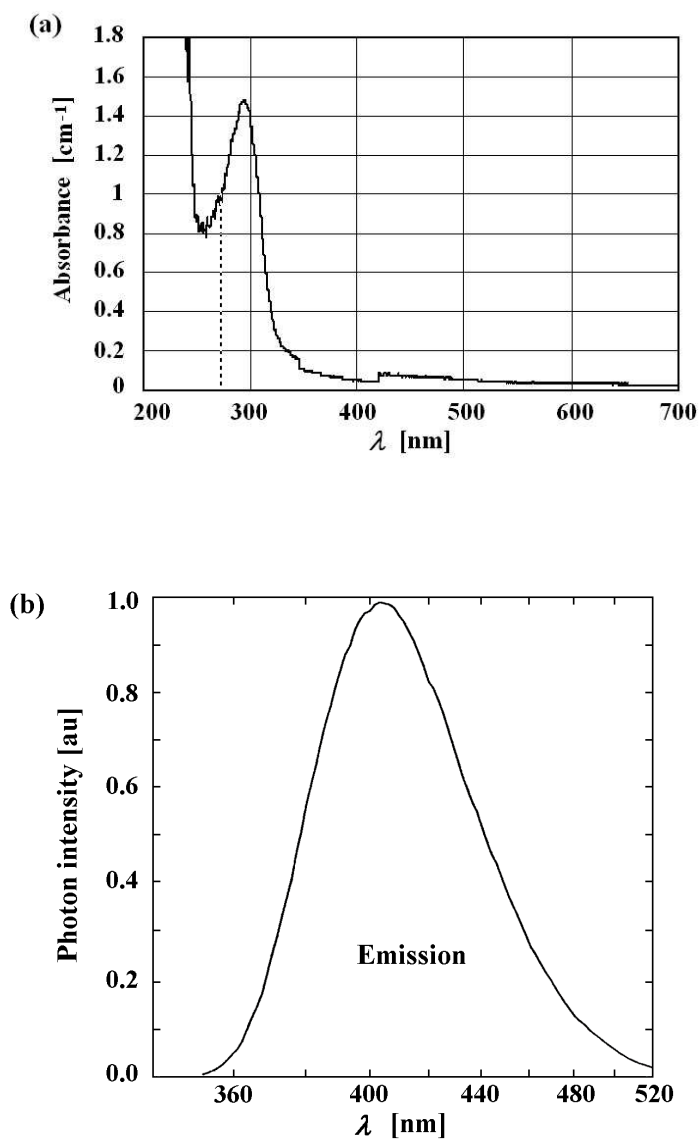 (a)
1.8
1.6
1.4
1.2
1
0.8
0.6
0.4
0.2
0
Absorbance [cm-1]
200 300 400 500 600 700
λ [nm]
(b)
1.0
0.8
0.6
0.4
0.2
0.0
Photon intensity [au]
Emission
360 400 440 480 520
λ [nm]